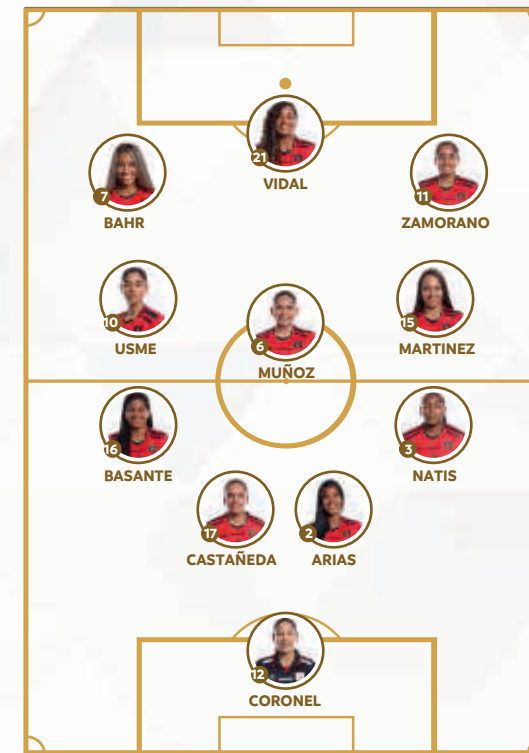 21
VIDAL
7
BAHR
11
ZAMORANO
10
USME
6
MUÑOZ
15
MARTINEZ
16
BASANTE
3
NATIS
17
CASTAÑEDA
2
ARIAS
12
CORONEL